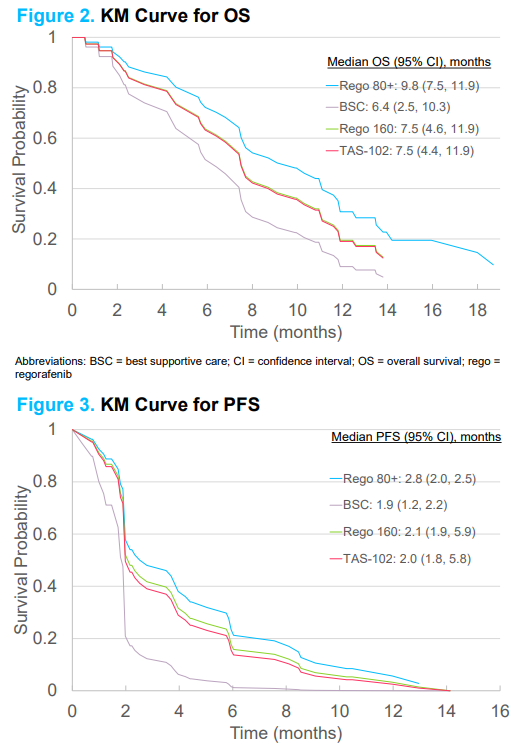 Figure 2. KM Curve for OS
Survival Probability
1
0.8
0.6
0.4
0.2
0
Median OS (95% CI), months
Rego 80+: 9.8 (7.5, 11.9)
BSC: 6.4 (2.5, 10.3)
Rego 160: 7.5 (4.6, 11.9)
TAS-102: 7.5 (4.4, 11.9)
0 2 4 6 8 10 12 14 16 18
Time (months)
Abbreviations: BSC = best supportive care; CI = confidence interval; OS = overall survival; rego =
regorafenib
Figure 3. KM Curve for PFS
Survival Probability
1
0.8
0.6
0.4
0.2
0
Median PFS (95% CI), months
Rego 80+: 2.8 (2.0, 2.5)
BSC: 1.9 (1.2, 2.2)
Rego 160: 2.1 (1.9, 5.9)
TAS-102: 2.0 (1.8, 5.8)
0 2 4 6 8 10 12 14 16
Time (months)